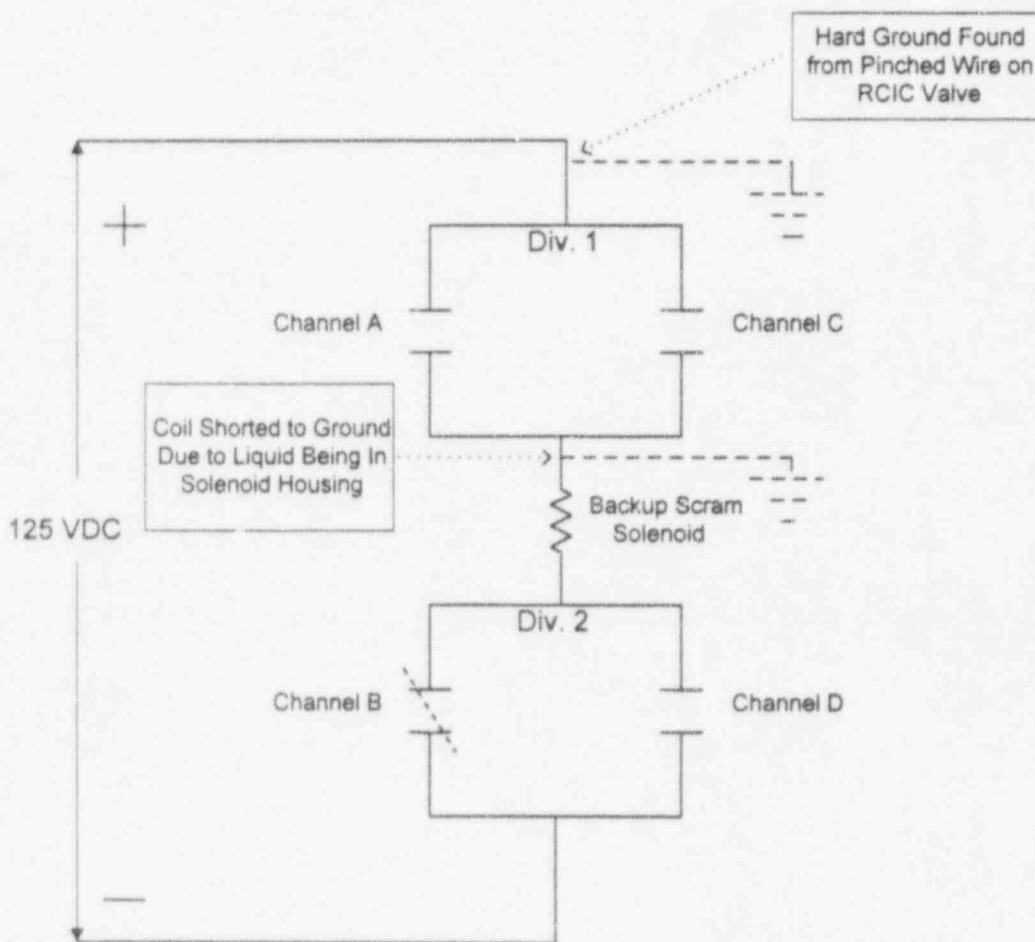 Hard Ground Found
from Pinched Wire on
RCIC Valve
+
Div. 1
Channel A
Channel C
Coil Shorted to Ground
Due to Liquid Being In
Solenoid Housing
125 VDC
Backup Scram
Solenoid
Div. 2
Channel B
Channel D
—